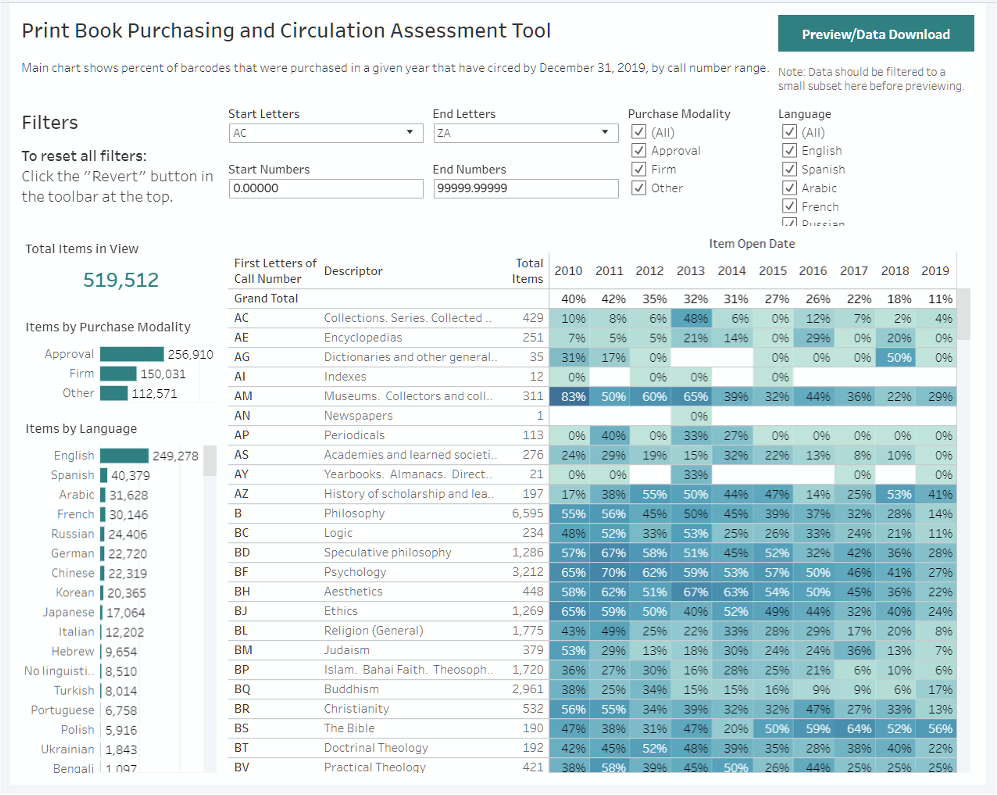 Print Book Purchasing and Circulation Assessment Tool
Preview/Data Download
Main chart shows percent of barcodes that were purchased in a given year that have circed by December 31, 2019, by call number range.
Note: Data should be filtered to a
small subset here before previewing.
Filters
To reset all filters:
Click the "Revert" button in
the toolbar at the top.
Start Letters
AC
End Letters
ZA
Start Numbers
0.00000
End Numbers
99999.99999
Purchase Modality
(All)
Approval
Firm
Other
Language
(All)
English
Spanish
Arabic
French
Russian
Total Items in View
519,512
Items by Purchase Modality
Approval 256,910
Firm 150,031
Other 112,571
Items by Language
English 249,278
Spanish 40,379
Arabic 31,628
French 30,146
Russian 24,406
German 22,720
Chinese 22,319
Korean 20,365
Japanese 17,064
Italian 12,202
Hebrew 9,654
No linguisti.. 8,510
Turkish 8,014
Portuguese 6,758
Polish 5,916
Ukrainian 1,843
Bengali 1,097
Item Open Date
First Letters of
Call Number Descriptor Total
Items 2010 2011 2012 2013 2014 2015 2016 2017 2018 2019
Grand Total 40% 42% 35% 32% 31% 27% 26% 22% 18% 11%
AC Collections. Series. Collected .. 429 10% 8% 6% 48% 6% 0% 12% 7% 2% 4%
AE Encyclopedias 251 7% 5% 5% 21% 14% 0% 29% 0% 20% 0%
AG Dictionaries and other general.. 35 31% 17% 0% 0% 0% 0% 50% 0%
AI Indexes 12 0% 0% 0% 0%
AM Museums. Collectors and coll.. 311 83% 50% 60% 65% 39% 32% 44% 36% 22% 29%
AN Newspapers 1 0%
AP Periodicals 113 0% 40% 0% 33% 27% 0% 0% 0% 0% 0%
AS Academies and learned societi.. 276 24% 29% 19% 15% 32% 22% 13% 8% 10% 0%
AY Yearbooks. Almanacs. Direct.. 21 0% 0% 33% 0% 0%
AZ History of scholarship and lea.. 197 17% 38% 55% 50% 44% 47% 14% 25% 53% 41%
B Philosophy 6,595 55% 56% 45% 50% 45% 39% 37% 32% 28% 14%
BC Logic 234 48% 52% 33% 53% 25% 26% 33% 24% 21% 11%
BD Speculative philosophy 1,286 57% 67% 58% 51% 45% 52% 32% 42% 36% 28%
BF Psychology 3,212 65% 70% 62% 59% 53% 57% 50% 46% 41% 27%
BH Aesthetics 448 58% 62% 51% 67% 63% 54% 50% 45% 36% 22%
BJ Ethics 1,269 65% 59% 50% 40% 52% 49% 44% 32% 40% 24%
BL Religion (General) 1,775 43% 49% 25% 22% 33% 28% 29% 17% 20% 8%
BM Judaism 379 53% 29% 13% 18% 30% 24% 24% 36% 13% 7%
BP Islam. Bahai Faith. Theosoph.. 1,720 36% 27% 30% 16% 28% 25% 21% 6% 10% 6%
BQ Buddhism 2,961 38% 25% 34% 15% 15% 16% 9% 9% 6% 17%
BR Christianity 532 56% 55% 34% 39% 32% 32% 47% 27% 33% 13%
BS The Bible 190 47% 38% 31% 47% 20% 50% 59% 64% 52% 56%
BT Doctrinal Theology 192 42% 45% 52% 48% 39% 35% 28% 38% 40% 22%
BV Practical Theology 421 38% 58% 39% 45% 50% 26% 44% 25% 25% 25%